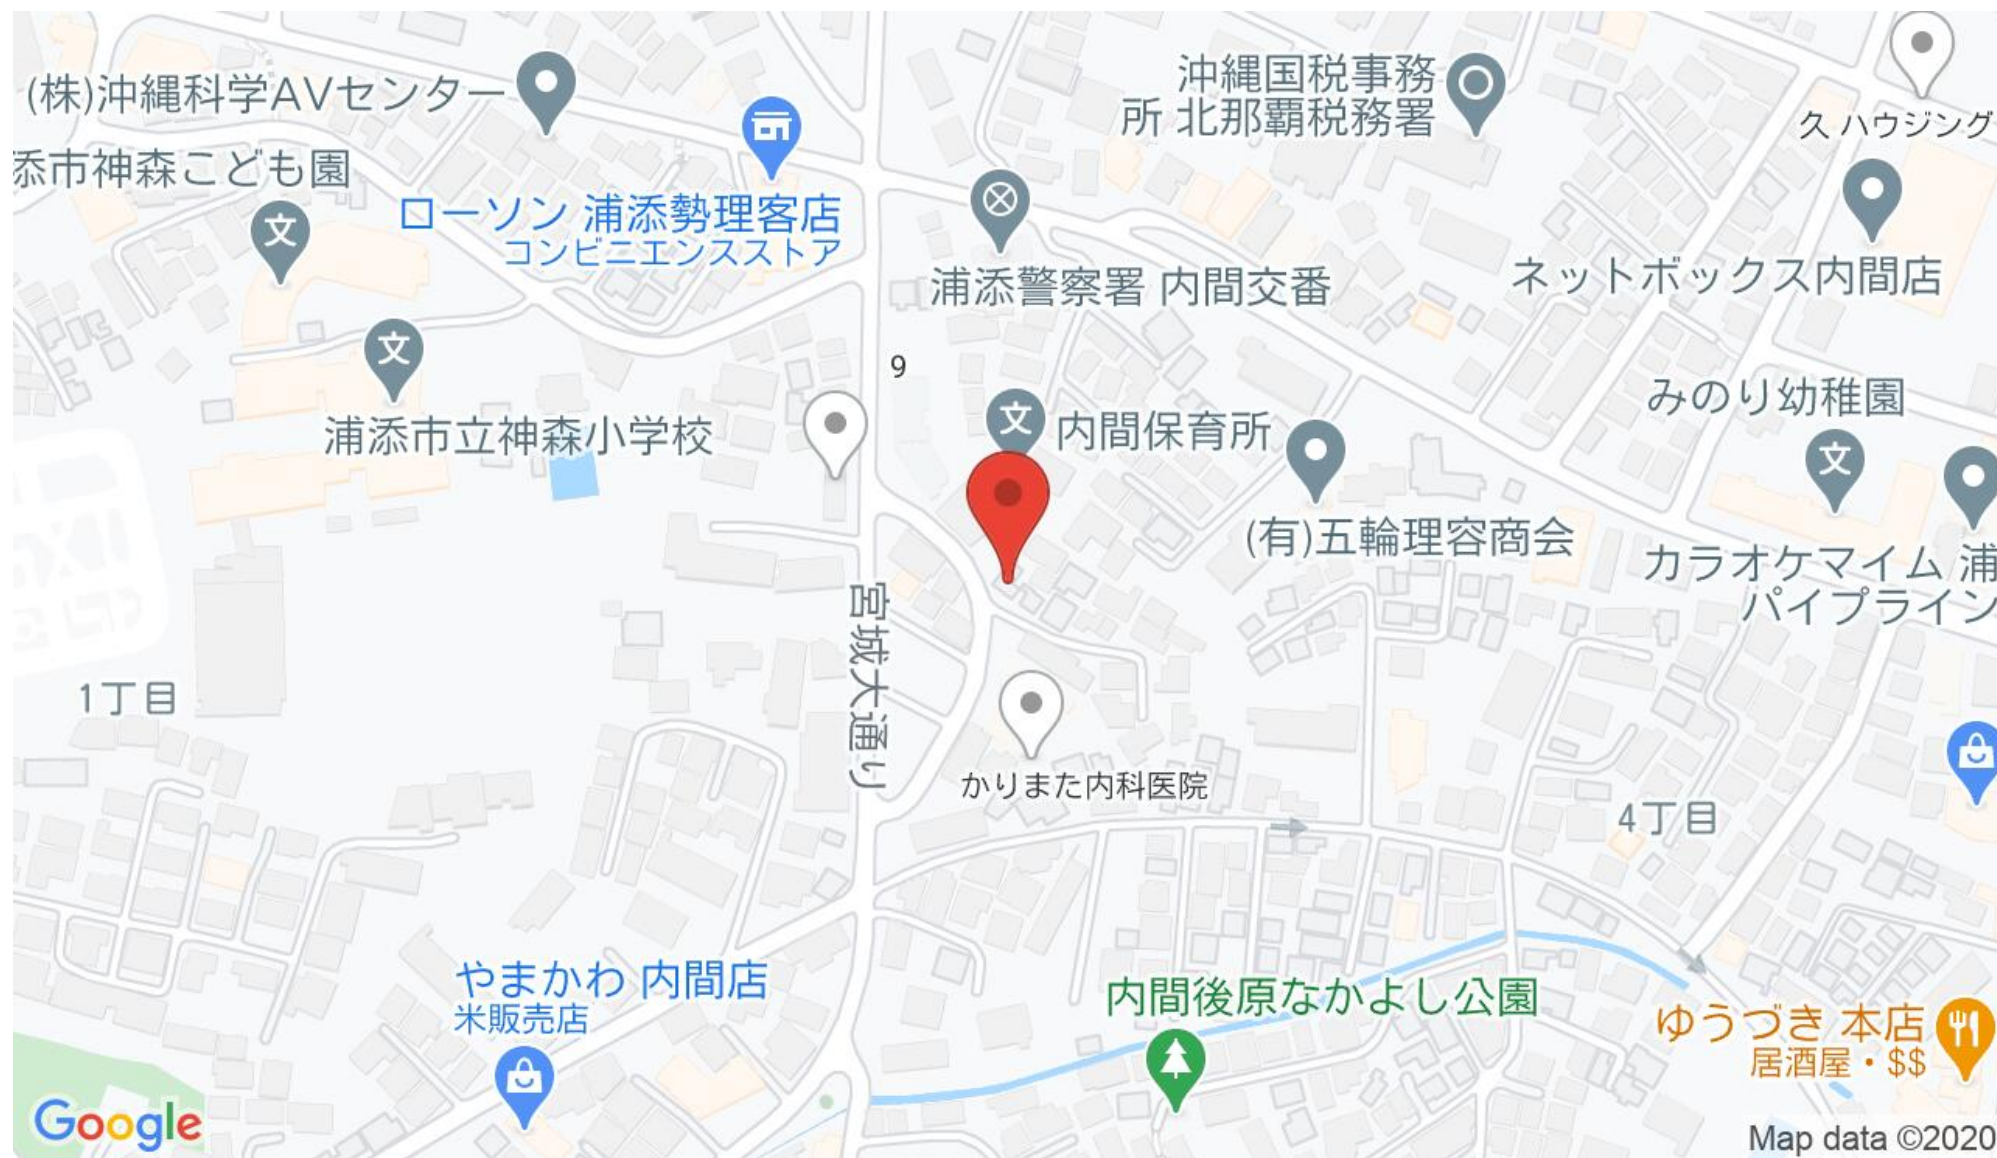 (株)沖縄科学AVセンター
沖縄国税事務
所 北那覇税務署
久 ハウジング
添市神森こども園
文
ローソン 浦添勢理客店
コンビニエンスストア
浦添警察署 内間交番
ネットボックス内間店
文
浦添市立神森小学校
9
文
内間保育所
みのり幼稚園
文
(有)五輪理容商会
カラオケマイム 浦
パイプライン
宮城大通り
1丁目
かりまた内科医院
4丁目
やまかわ 内間店
米販売店
内間後原なかよし公園
ゆうづき 本店
居酒屋・$$
Google
Map data ©2020